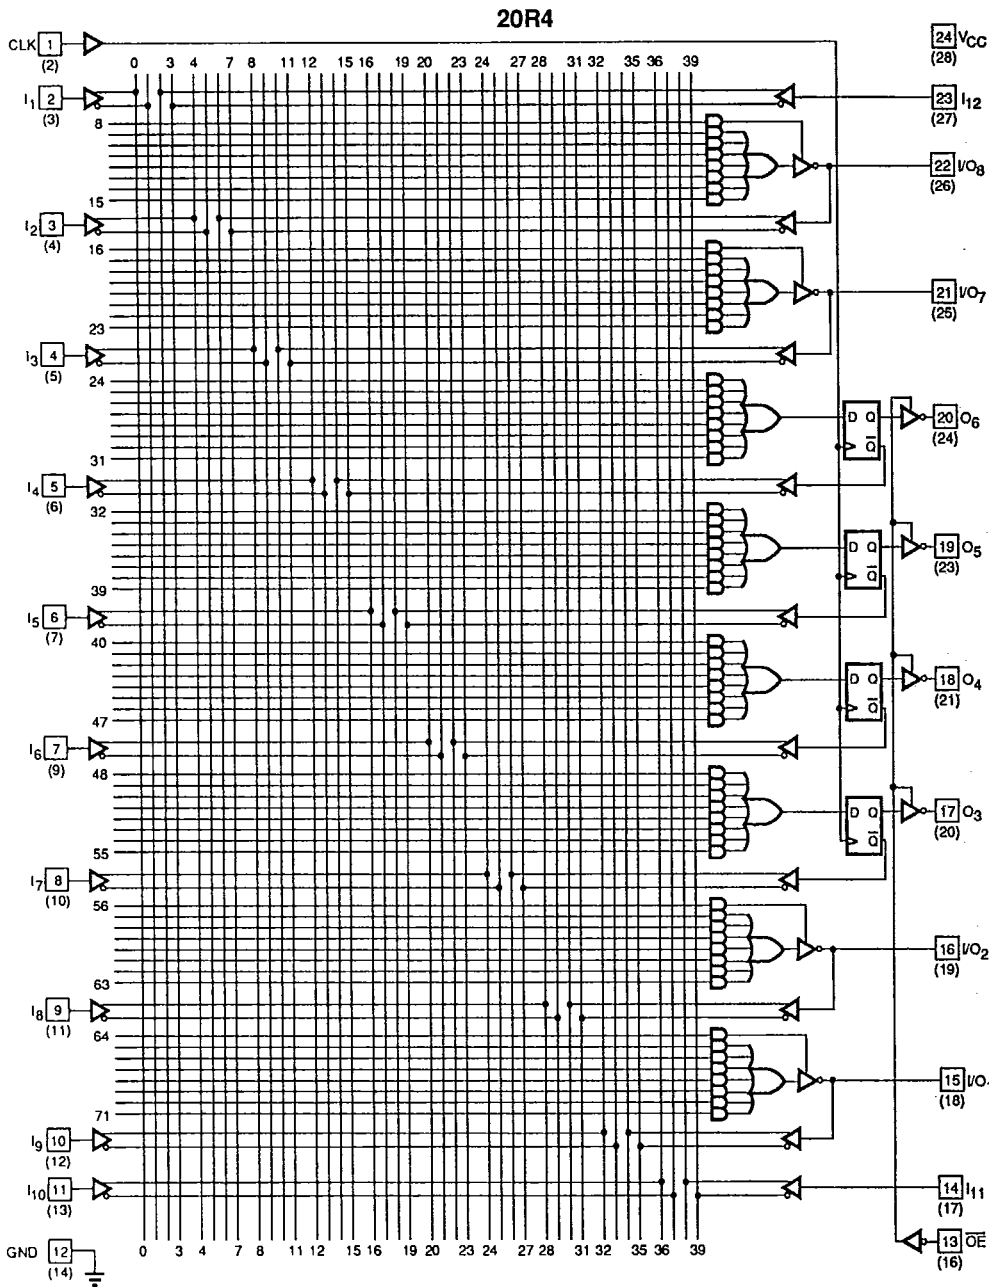 20R4
CLK 1 (2)
24 VCC (28)
0 3 4 7 8 11 12 15 16 19 20 23 24 27 28 31 32 35 36 39
I1 2 (3)
23 I12 (27)
8
22 I/O8 (26)
15
I2 3 (4)
16
21 I/O7 (25)
23
I3 4 (5)
24
D Q Q̅
20 O6 (24)
31
I4 5 (6)
32
D Q Q̅
19 O5 (23)
39
I5 6 (7)
40
D Q Q̅
18 O4 (21)
47
I6 7 (9)
48
D Q Q̅
17 O3 (20)
55
I7 8 (10)
56
16 I/O2 (19)
63
I8 9 (11)
64
15 I/O (18)
71
I9 10 (12)
I10 11 (13)
14 I11 (17)
GND 12 (14)
0 3 4 7 8 11 12 15 16 19 20 23 24 27 28 31 32 35 36 39
13 O̅E̅ (16)